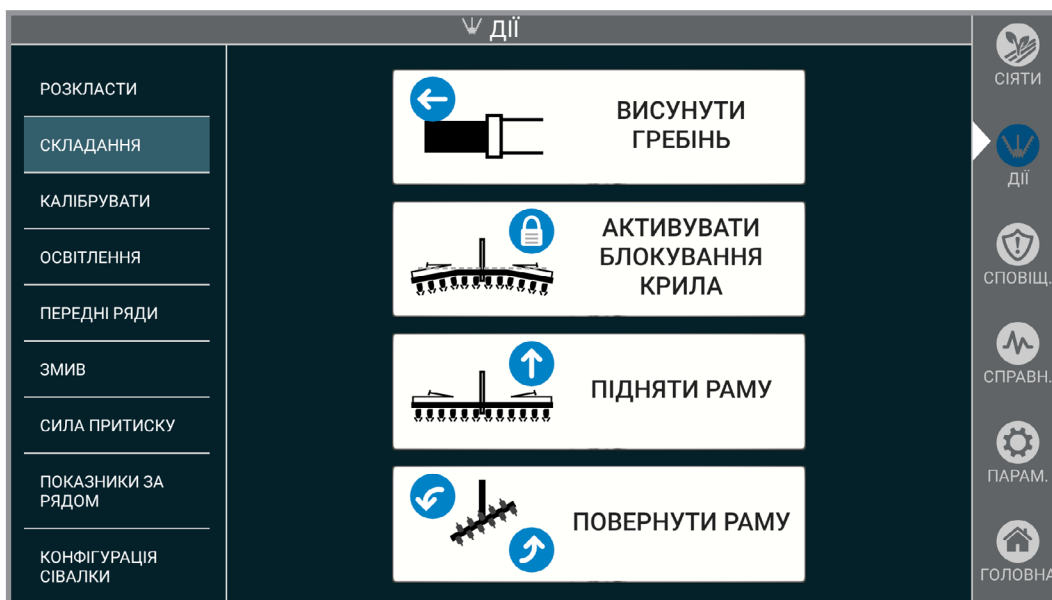 ДІЇ
РОЗКЛАСТИ
СКЛАДАННЯ
КАЛІБРУВАТИ
ОСВІТЛЕННЯ
ПЕРЕДНІ РЯДИ
ЗМИВ
СИЛА ПРИТИСКУ
ПОКАЗНИКИ ЗА
РЯДОМ
КОНФІГУРАЦІЯ
СІВАЛКИ
ВИСУНУТИ
ГРЕБІНЬ
АКТИВУВАТИ
БЛОКУВАННЯ
КРИЛА
ПІДНЯТИ РАМУ
ПОВЕРНУТИ РАМУ
СІЯТИ
ДІЇ
СПОВІЩ.
СПРАВН.
ПАРАМ.
ГОЛОВНА